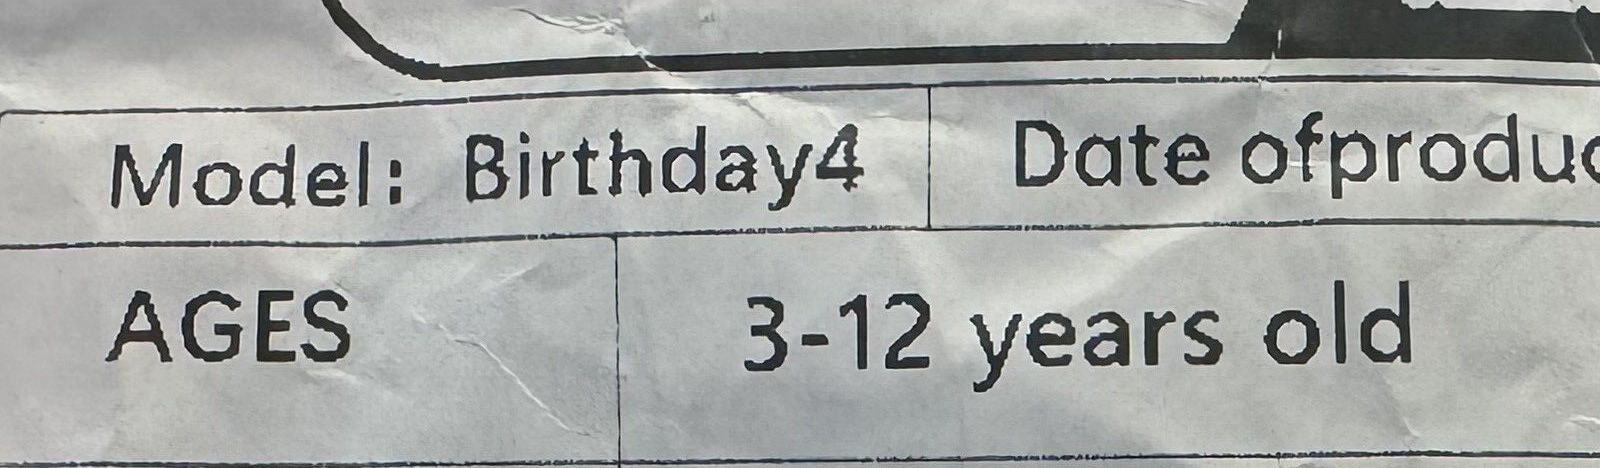 Model: Birthday4 Date ofproduc
AGES 3-12 years old